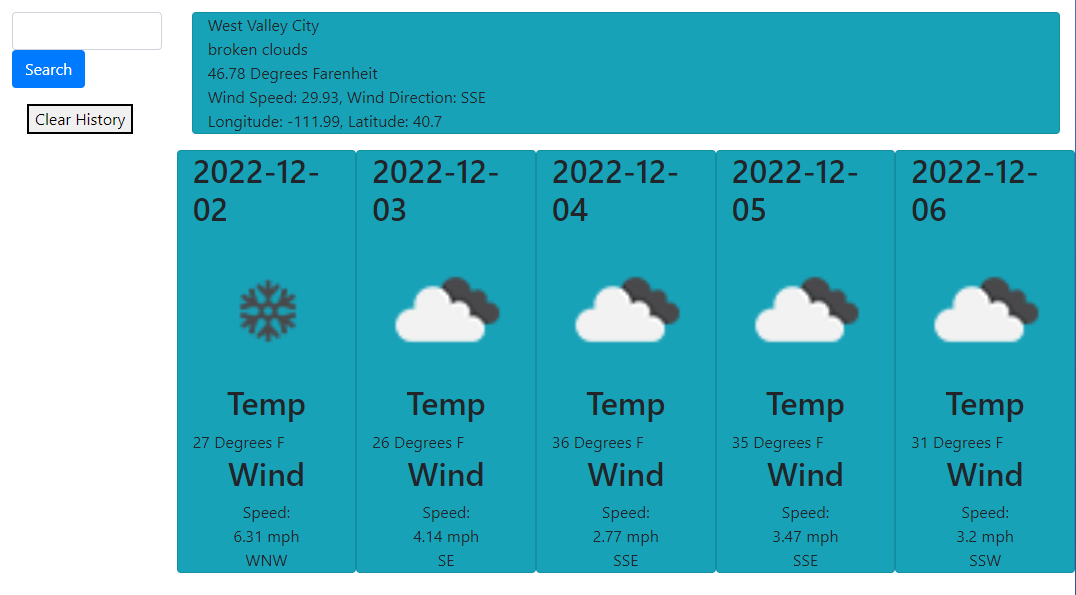 West Valley City
broken clouds
46.78 Degrees Farenheit
Wind Speed: 29.93, Wind Direction: SSE
Longitude: -111.99, Latitude: 40.7
Search
Clear History
2022-12-
02
Temp
27 Degrees F
Wind
Speed:
6.31 mph
WNW
2022-12-
03
Temp
26 Degrees F
Wind
Speed:
4.14 mph
SE
2022-12-
04
Temp
36 Degrees F
Wind
Speed:
2.77 mph
SSE
2022-12-
05
Temp
35 Degrees F
Wind
Speed:
3.47 mph
SSE
2022-12-
06
Temp
31 Degrees F
Wind
Speed:
3.2 mph
SSW